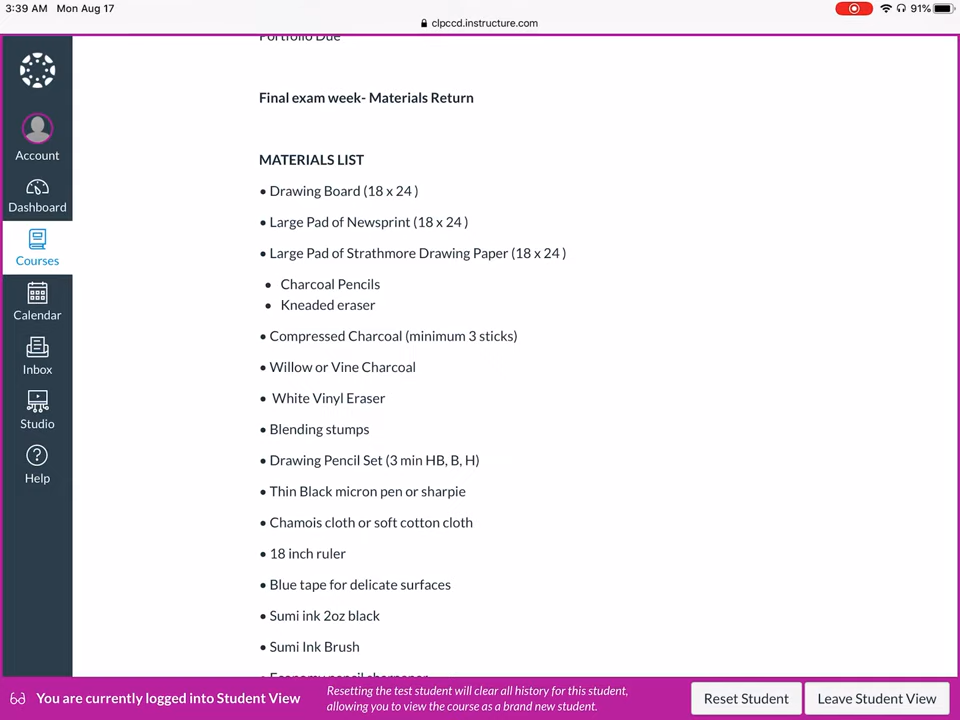 3:39 AM Mon Aug 17
91%
clpccd.instructure.com
Portfolio Due
Final exam week- Materials Return
Account
Dashboard
Courses
Calendar
Inbox
Studio
Help
MATERIALS LIST
• Drawing Board (18 x 24 )
• Large Pad of Newsprint (18 x 24 )
• Large Pad of Strathmore Drawing Paper (18 x 24 )
• Charcoal Pencils
• Kneaded eraser
• Compressed Charcoal (minimum 3 sticks)
• Willow or Vine Charcoal
• White Vinyl Eraser
• Blending stumps
• Drawing Pencil Set (3 min HB, B, H)
• Thin Black micron pen or sharpie
• Chamois cloth or soft cotton cloth
• 18 inch ruler
• Blue tape for delicate surfaces
• Sumi ink 2oz black
• Sumi Ink Brush
• Economy pencil sharpener
You are currently logged into Student View
Resetting the test student will clear all history for this student,
allowing you to view the course as a brand new student.
Reset Student
Leave Student View